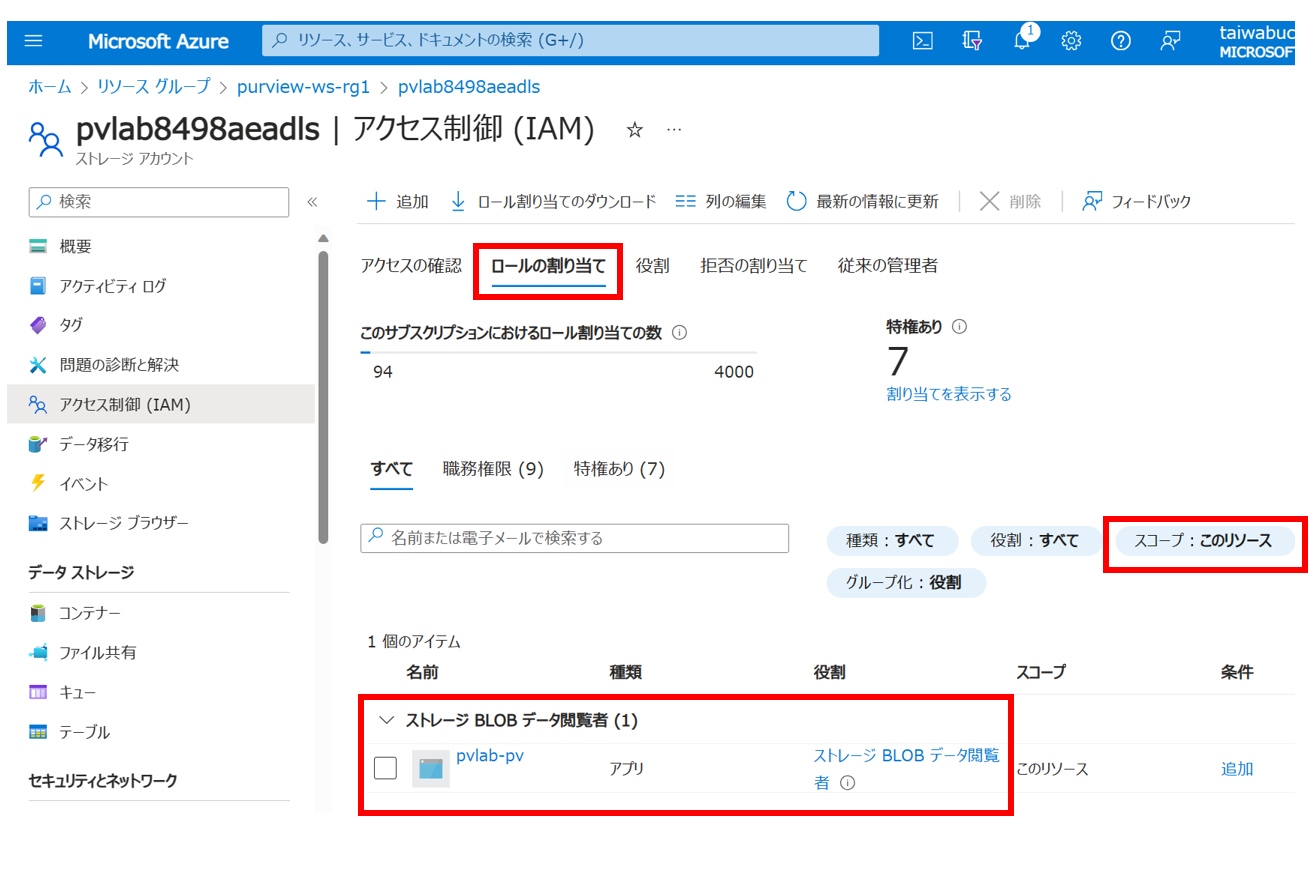 Microsoft Azure
リソース、サービス、ドキュメントの検索 (G+/)
1
taiwabuc
MICROSOFT
ホーム > リソース グループ > purview-ws-rg1 > pvlab8498aeadls
pvlab8498aeadls | アクセス制御 (IAM) ☆ …
ストレージ アカウント
検索
«
追加
ロール割り当てのダウンロード
列の編集
最新の情報に更新
削除
フィードバック
概要
アクティビティ ログ
タグ
問題の診断と解決
アクセス制御 (IAM)
データ移行
イベント
ストレージ ブラウザー
データ ストレージ
コンテナー
ファイル共有
キュー
テーブル
セキュリティとネットワーク
アクセスの確認
ロールの割り当て
役割
拒否の割り当て
従来の管理者
このサブスクリプションにおけるロール割り当ての数
94
4000
特権あり
7
割り当てを表示する
すべて
職務権限 (9)
特権あり (7)
名前または電子メールで検索する
種類 : すべて
役割 : すべて
スコープ : このリソース
グループ化 : 役割
1 個のアイテム
名前
種類
役割
スコープ
条件
ストレージ BLOB データ閲覧者 (1)
pvlab-pv
アプリ
ストレージ BLOB データ閲覧
者
このリソース
追加